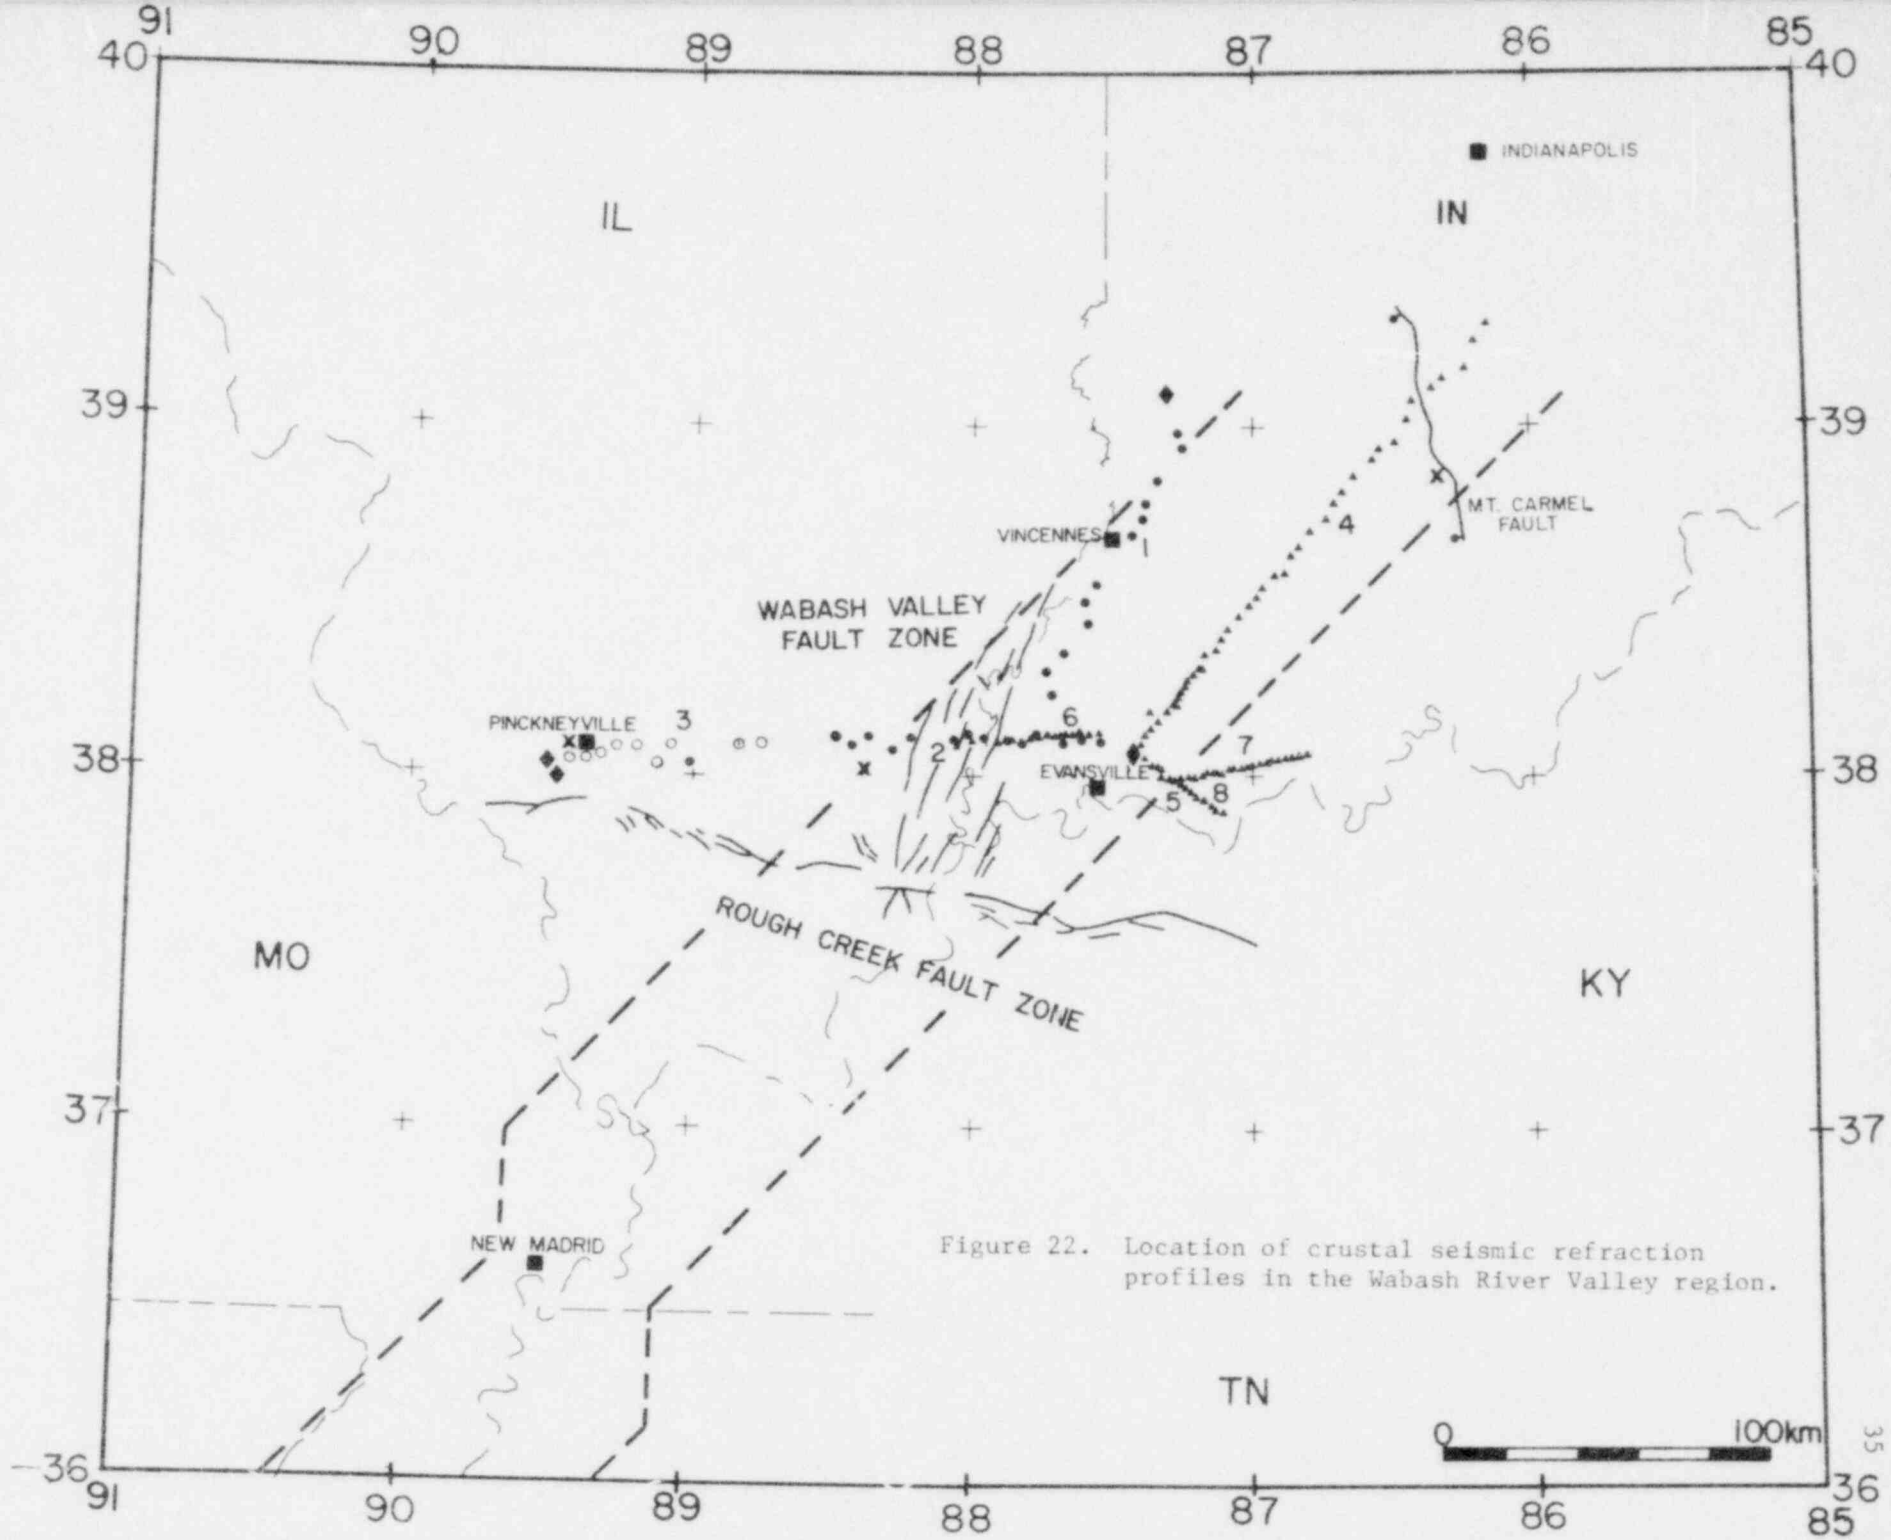 91
90
89
88
87
86
85
40
40
INDIANAPOLIS
IL
IN
39
39
MT. CARMEL
FAULT
4
VINCENNES
1
WABASH VALLEY
FAULT ZONE
PINCKNEYVILLE
3
6
2
7
38
38
EVANSVILLE
5
8
ROUGH CREEK FAULT ZONE
MO
KY
37
37
NEW MADRID
Figure 22. Location of crustal seismic refraction
profiles in the Wabash River Valley region.
TN
0
100km
35
36
36
91
90
89
88
87
86
85